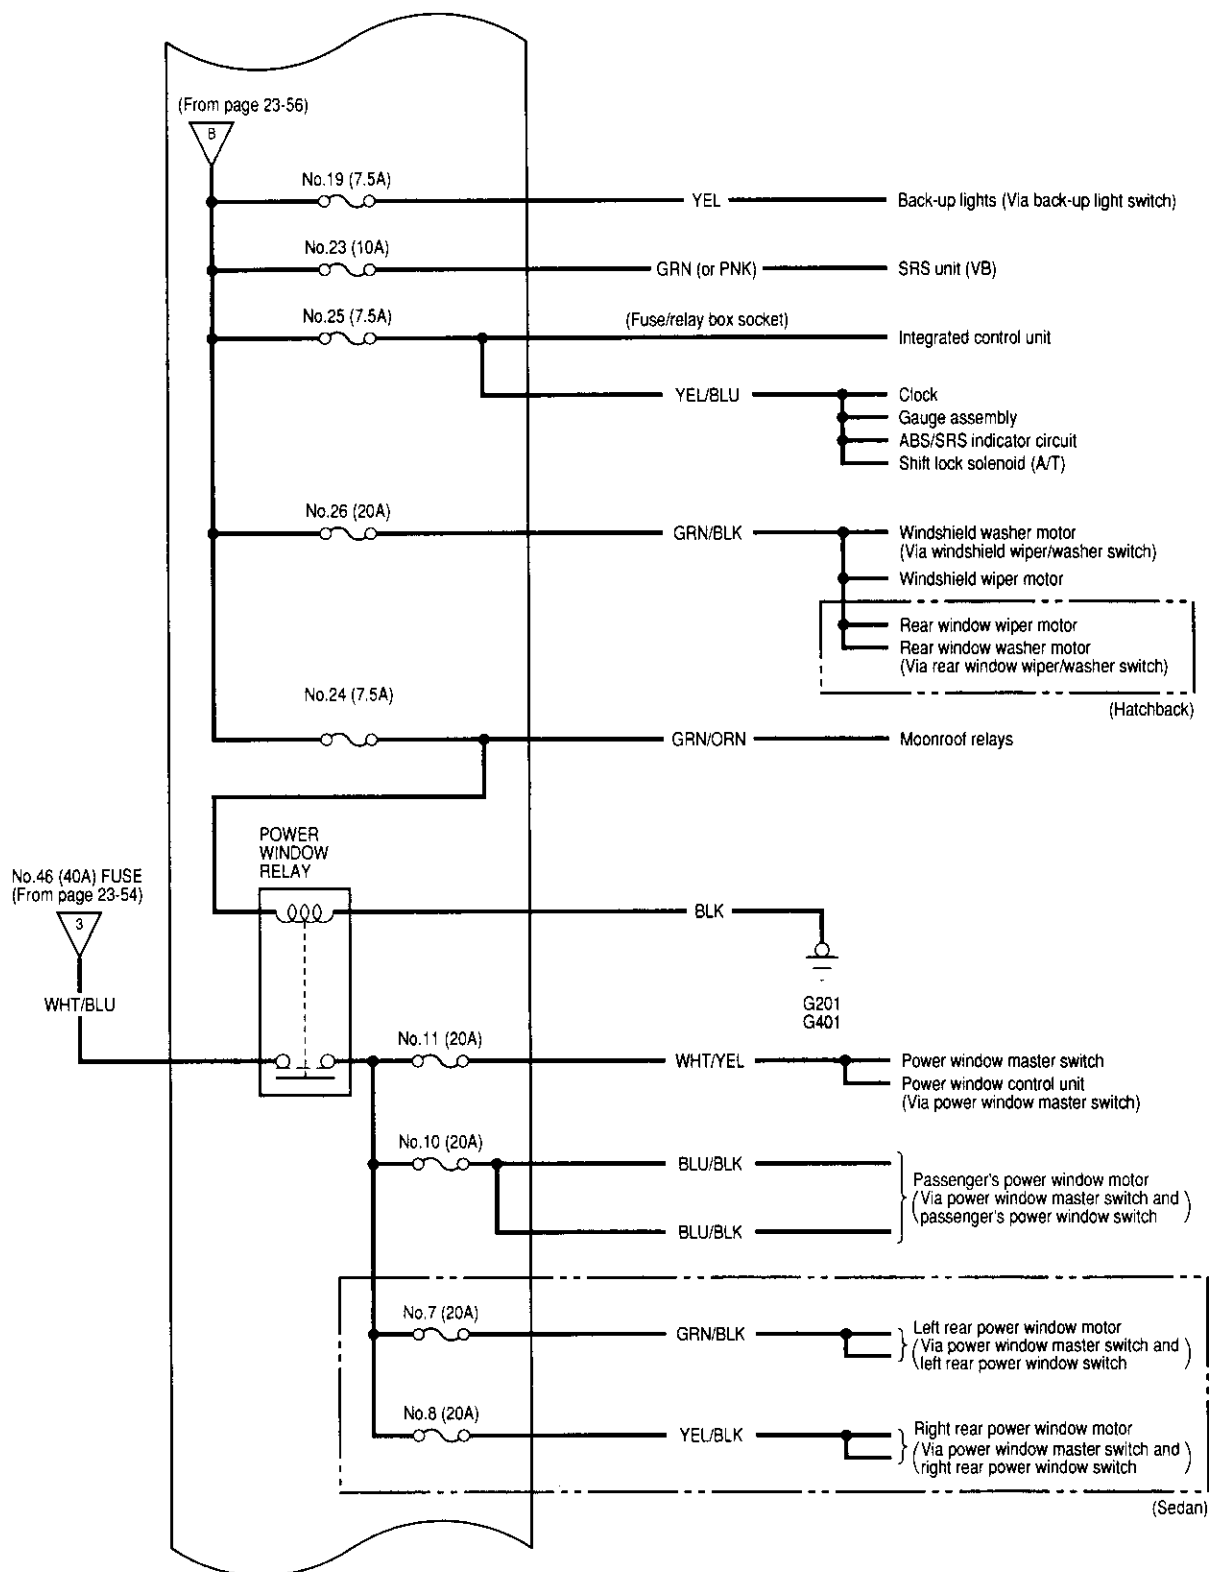 (From page 23-56)
B
No.19 (7.5A)
YEL
Back-up lights (Via back-up light switch)
No.23 (10A)
GRN (or PNK)
SRS unit (VB)
No.25 (7.5A)
(Fuse/relay box socket)
Integrated control unit
YEL/BLU
Clock
Gauge assembly
ABS/SRS indicator circuit
Shift lock solenoid (A/T)
No.26 (20A)
GRN/BLK
Windshield washer motor
(Via windshield wiper/washer switch)
Windshield wiper motor
Rear window wiper motor
Rear window washer motor
(Via rear window wiper/washer switch)
(Hatchback)
No.24 (7.5A)
GRN/ORN
Moonroof relays
POWER
WINDOW
RELAY
No.46 (40A) FUSE
(From page 23-54)
3
WHT/BLU
BLK
G201
G401
No.11 (20A)
WHT/YEL
Power window master switch
Power window control unit
(Via power window master switch)
No.10 (20A)
BLU/BLK
BLU/BLK
Passenger's power window motor
(Via power window master switch and
passenger's power window switch)
No.7 (20A)
GRN/BLK
Left rear power window motor
(Via power window master switch and
left rear power window switch)
No.8 (20A)
YEL/BLK
Right rear power window motor
(Via power window master switch and
right rear power window switch)
(Sedan)